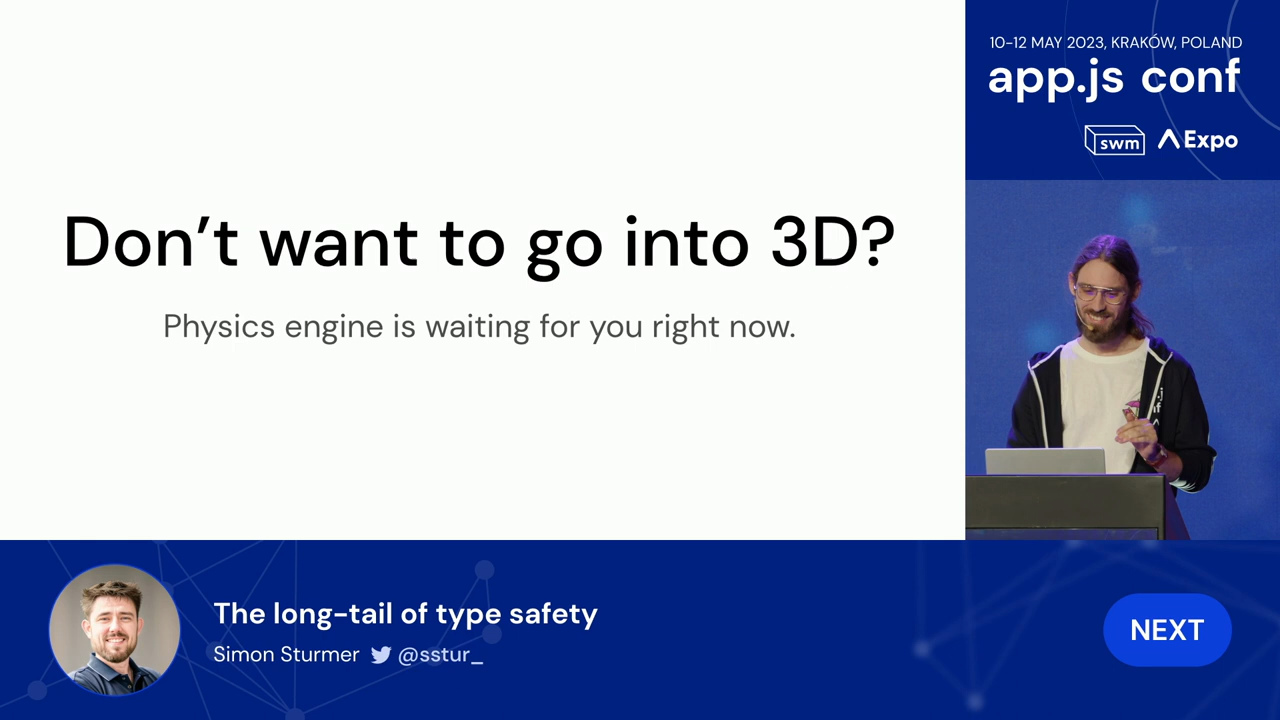 Don’t want to go into 3D?
Physics engine is waiting for you right now.
10-12 MAY 2023, KRAKÓW, POLAND
app.js conf
swm Expo
The long-tail of type safety
Simon Sturmer @sstur_
NEXT